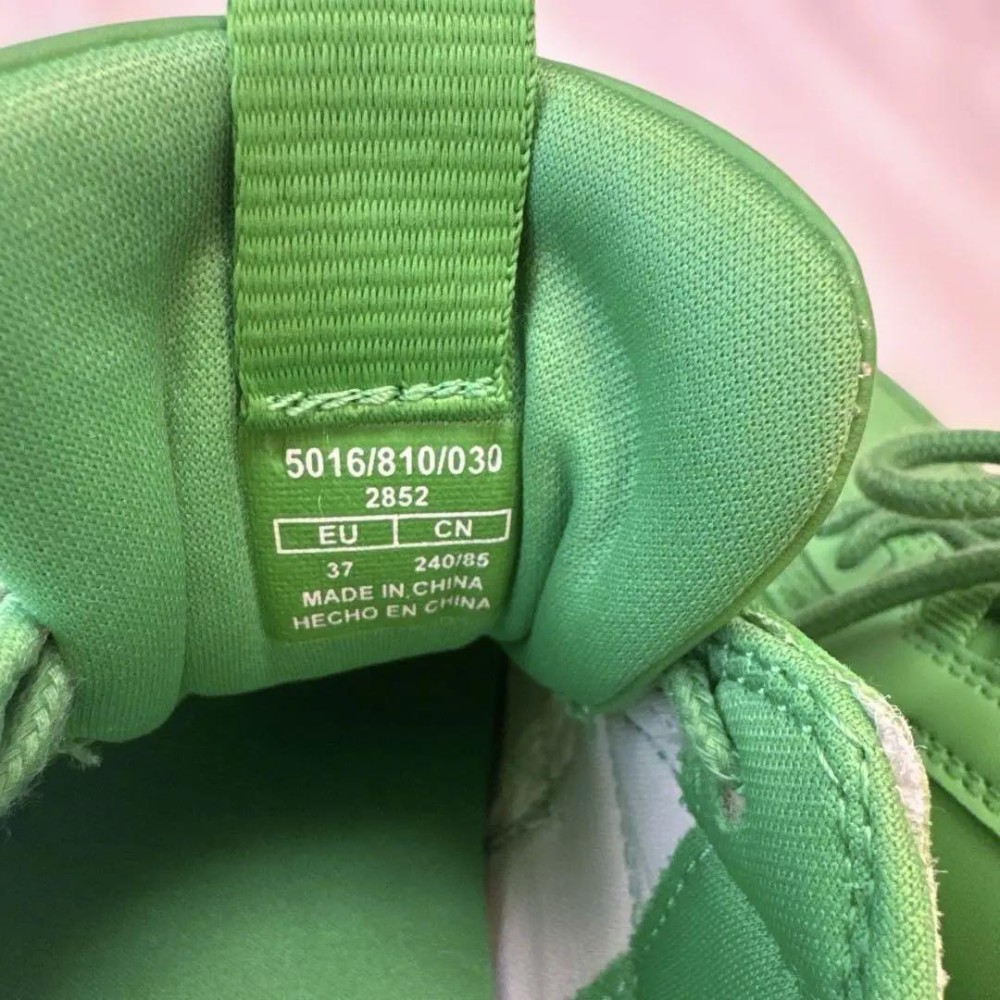 5016/810/030
2852
EU CN
37 240/85
MADE IN CHINA
HECHO EN CHINA